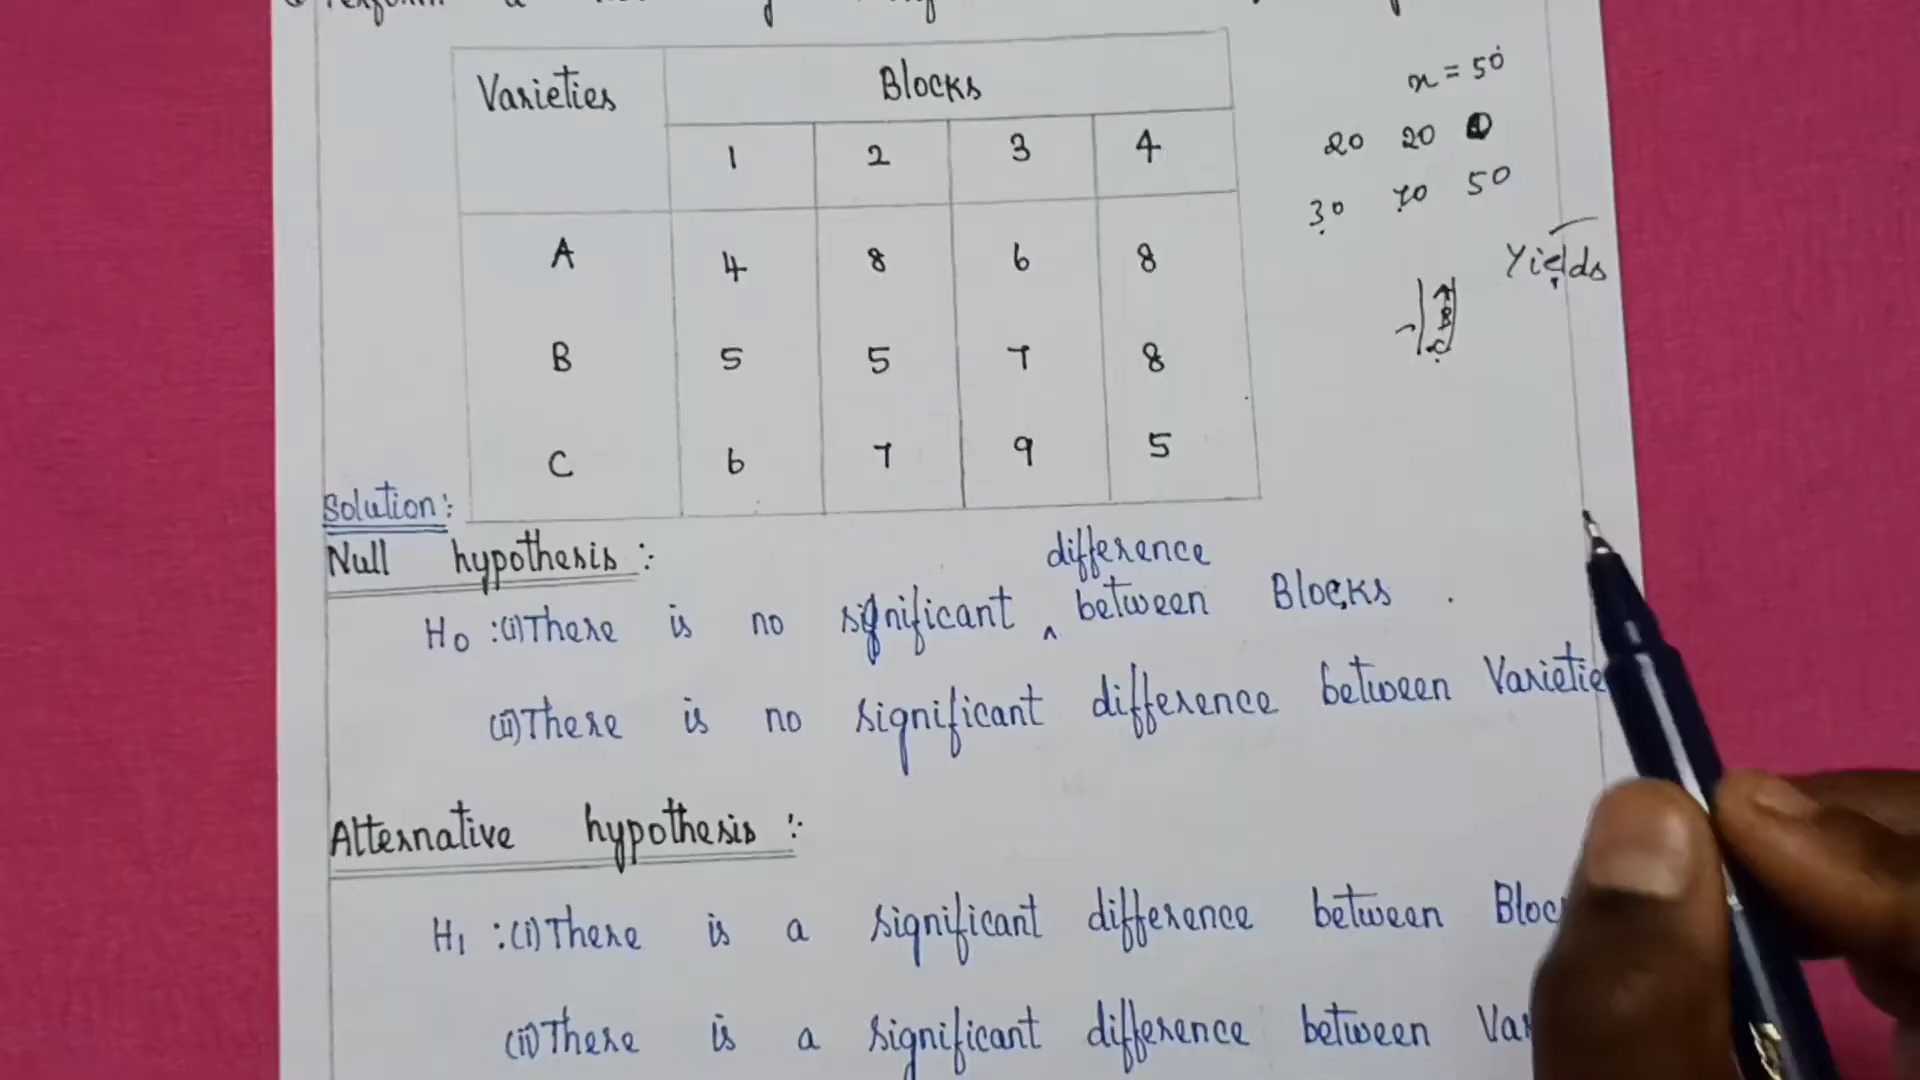 Varieties Blocks
1 2 3 4
A 4 8 6 8
B 5 5 7 8
C 6 7 9 5
n = 50
20 20
30 70 50
Yields
A
B
C
Solution:
Null hypothesis:
difference
H0 :(i)There is no significant ^ between Blocks .
(ii)There is no significant difference between Varietie
Alternative hypothesis:
H1 :(i)There is a significant difference between Bloc
(ii)There is a significant difference between Va